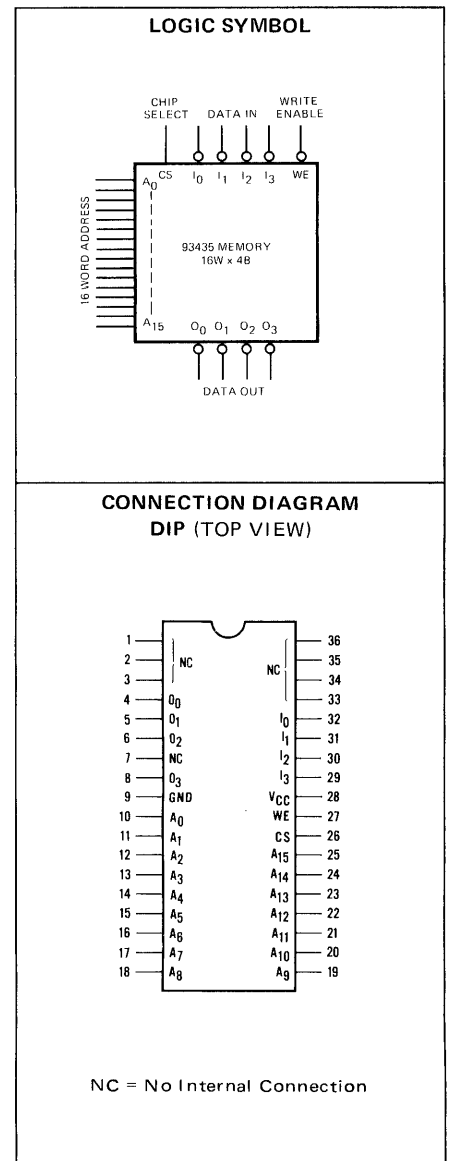 LOGIC SYMBOL
CHIP SELECT DATA IN WRITE ENABLE
CS I0 I1 I2 I3 WE
A0
16 WORD ADDRESS
93435 MEMORY
16W x 4B
A15 O0 O1 O2 O3
DATA OUT
CONNECTION DIAGRAM
DIP (TOP VIEW)
1 36
2 NC 35
3 NC 34
4 O0 33
5 O1 I0 32
6 O2 I1 31
7 NC I2 30
8 O3 I3 29
9 GND VCC 28
10 A0 WE 27
11 A1 CS 26
12 A2 A15 25
13 A3 A14 24
14 A4 A13 23
15 A5 A12 22
16 A6 A11 21
17 A7 A10 20
18 A8 A9 19
NC = No Internal Connection